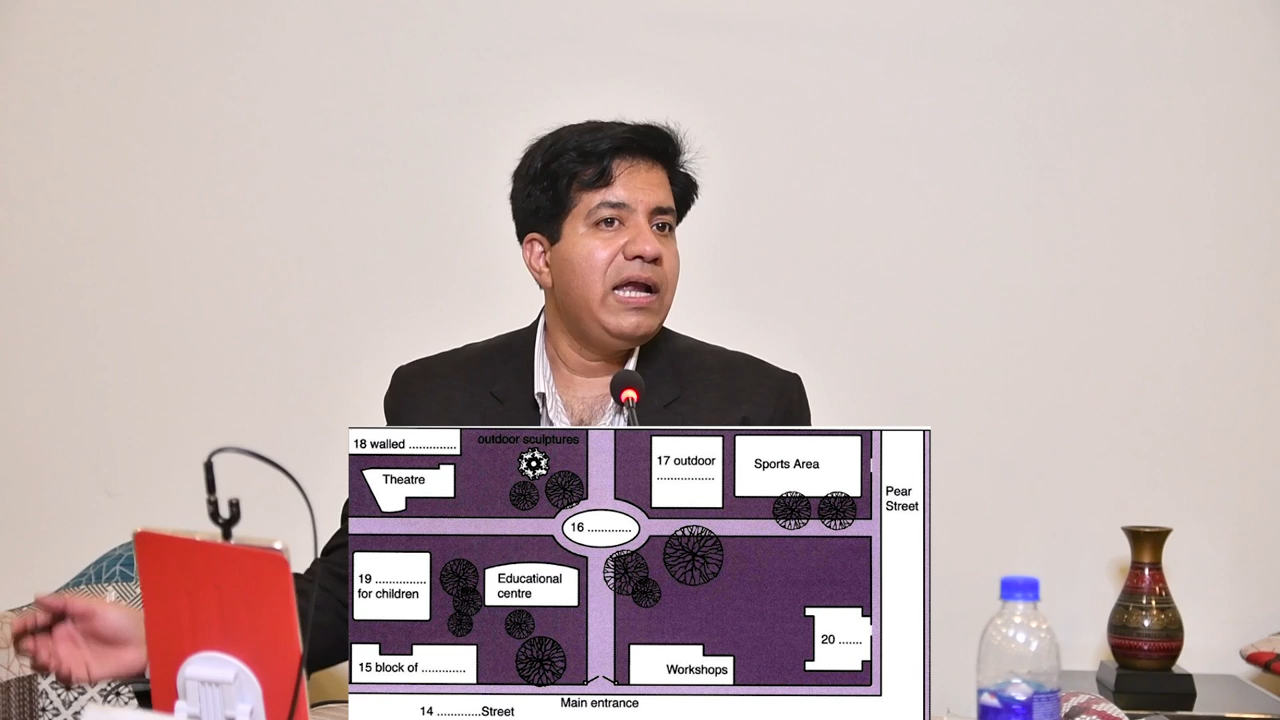 18 walled ..............
outdoor sculptures
17 outdoor
.................
Sports Area
Theatre
Pear
Street
16 .............
19 ...............
for children
Educational
centre
20 .......
15 block of .............
Workshops
Main entrance
14 .............Street